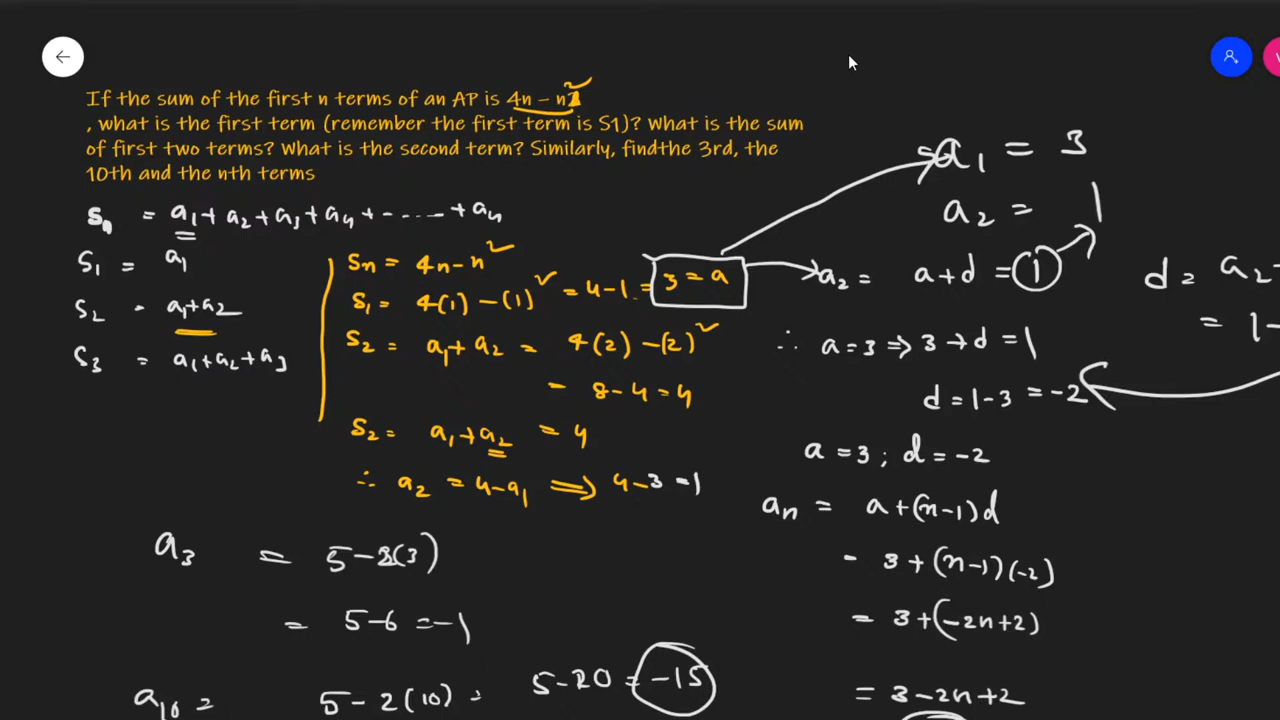 If the sum of the first n terms of an AP is 4n – n²
, what is the first term (remember the first term is S1)? What is the sum
of first two terms? What is the second term? Similarly, findthe 3rd, the
10th and the nth terms
Sn = a₁ + a₂ + a₃ + a₄ + ----- + an
S₁ = a₁
S₂ = a₁+a₂
S₃ = a₁+a₂+a₃
Sn = 4n-n²
S₁ = 4(1) - (1)² = 4-1 = 3 = a
S₂ = a₁+a₂ = 4(2) - (2)²
= 8-4 = 4
S₂ = a₁+a₂ = 4
∴ a₂ = 4-a₁ ⟹ 4-3 = 1
a₃ = 5-2(3)
= 5-6 = -1
a₁₀ = 5-2(10) = 5-20 = -15
a₁ = 3
a₂ = 1
a₂ = a+d = 1
∴ a=3 ⇒ 3+d = 1
d = 1-3 = -2
a=3; d=-2
an = a+(n-1)d
= 3+(n-1)(-2)
= 3+(-2n+2)
= 3-2n+2
d = a₂-
= 1-